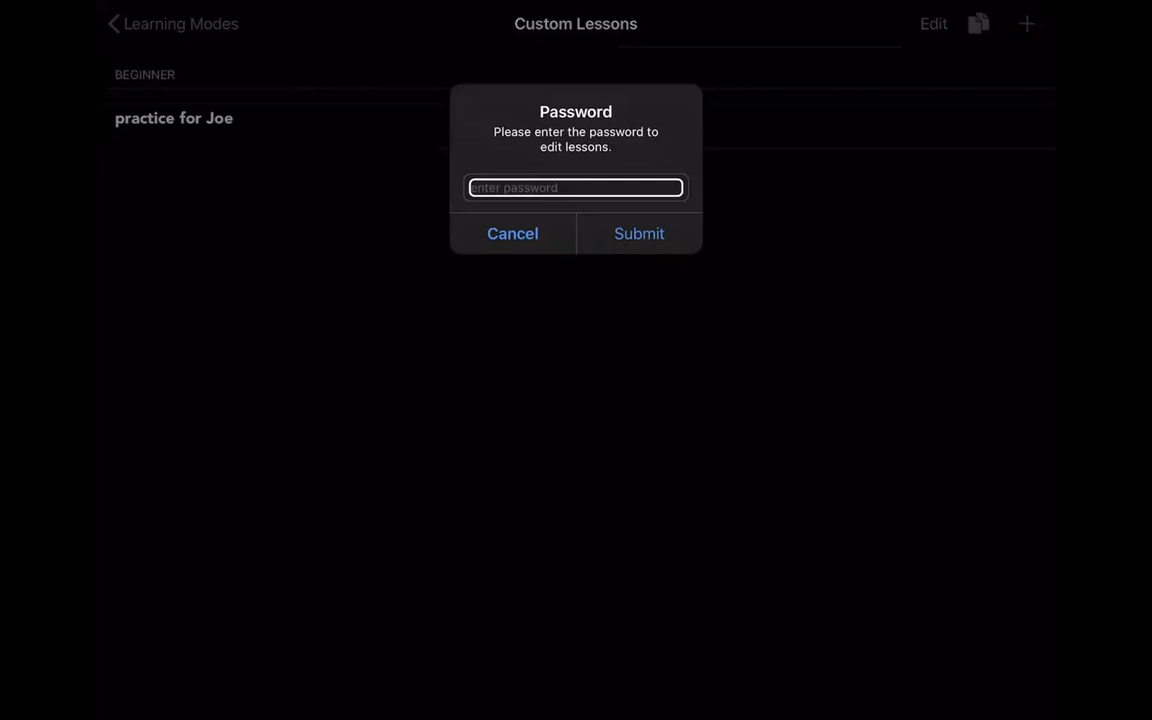 Learning Modes
Custom Lessons
Edit
BEGINNER
practice for Joe
Password
Please enter the password to
edit lessons.
enter password
Cancel
Submit